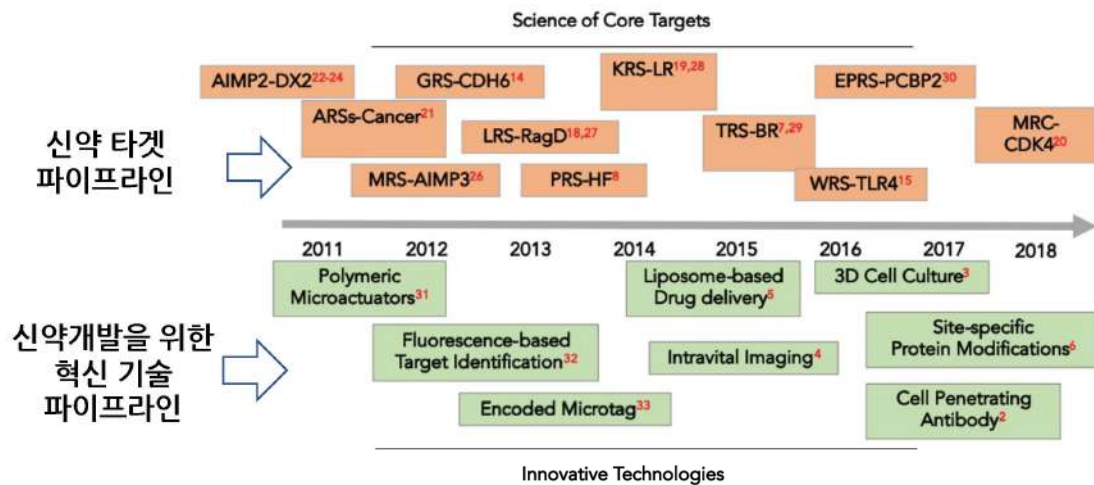 Science of Core Targets
AIMP2-DX222-24
GRS-CDH614
KRS-LR19,28
EPRS-PCBP230
ARSs-Cancer21
LRS-RagD18,27
TRS-BR7,29
MRC-
CDK420
MRS-AIMP326
PRS-HF8
WRS-TLR415
신약 타겟
파이프라인
2011 2012 2013 2014 2015 2016 2017 2018
Polymeric
Microactuators31
Liposome-based
Drug delivery5
3D Cell Culture3
Fluorescence-based
Target Identification32
Intravital Imaging4
Site-specific
Protein Modifications6
Encoded Microtag33
Cell Penetrating
Antibody2
신약개발을 위한
혁신 기술
파이프라인
Innovative Technologies